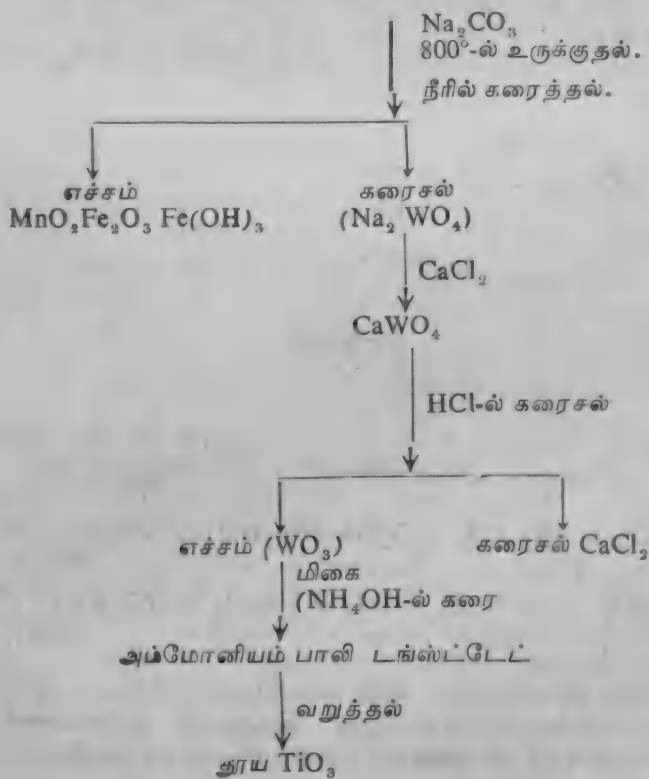 Na₂CO₃
800°-ல் உருக்குதல்.
நீரில் கரைத்தல்.
எச்சம்
MnO₂Fe₂O₃ Fe(OH)₃
கரைசல்
(Na₂ WO₄)
CaCl₂
CaWO₄
HCl-ல் கரைசல்
எச்சம் (WO₃)
கரைசல் CaCl₂
மிகை
(NH₄OH-ல் கரை
அம்மோனியம் பாலி டங்ஸ்ட்டேட்
வறுத்தல்
தூய TiO₃